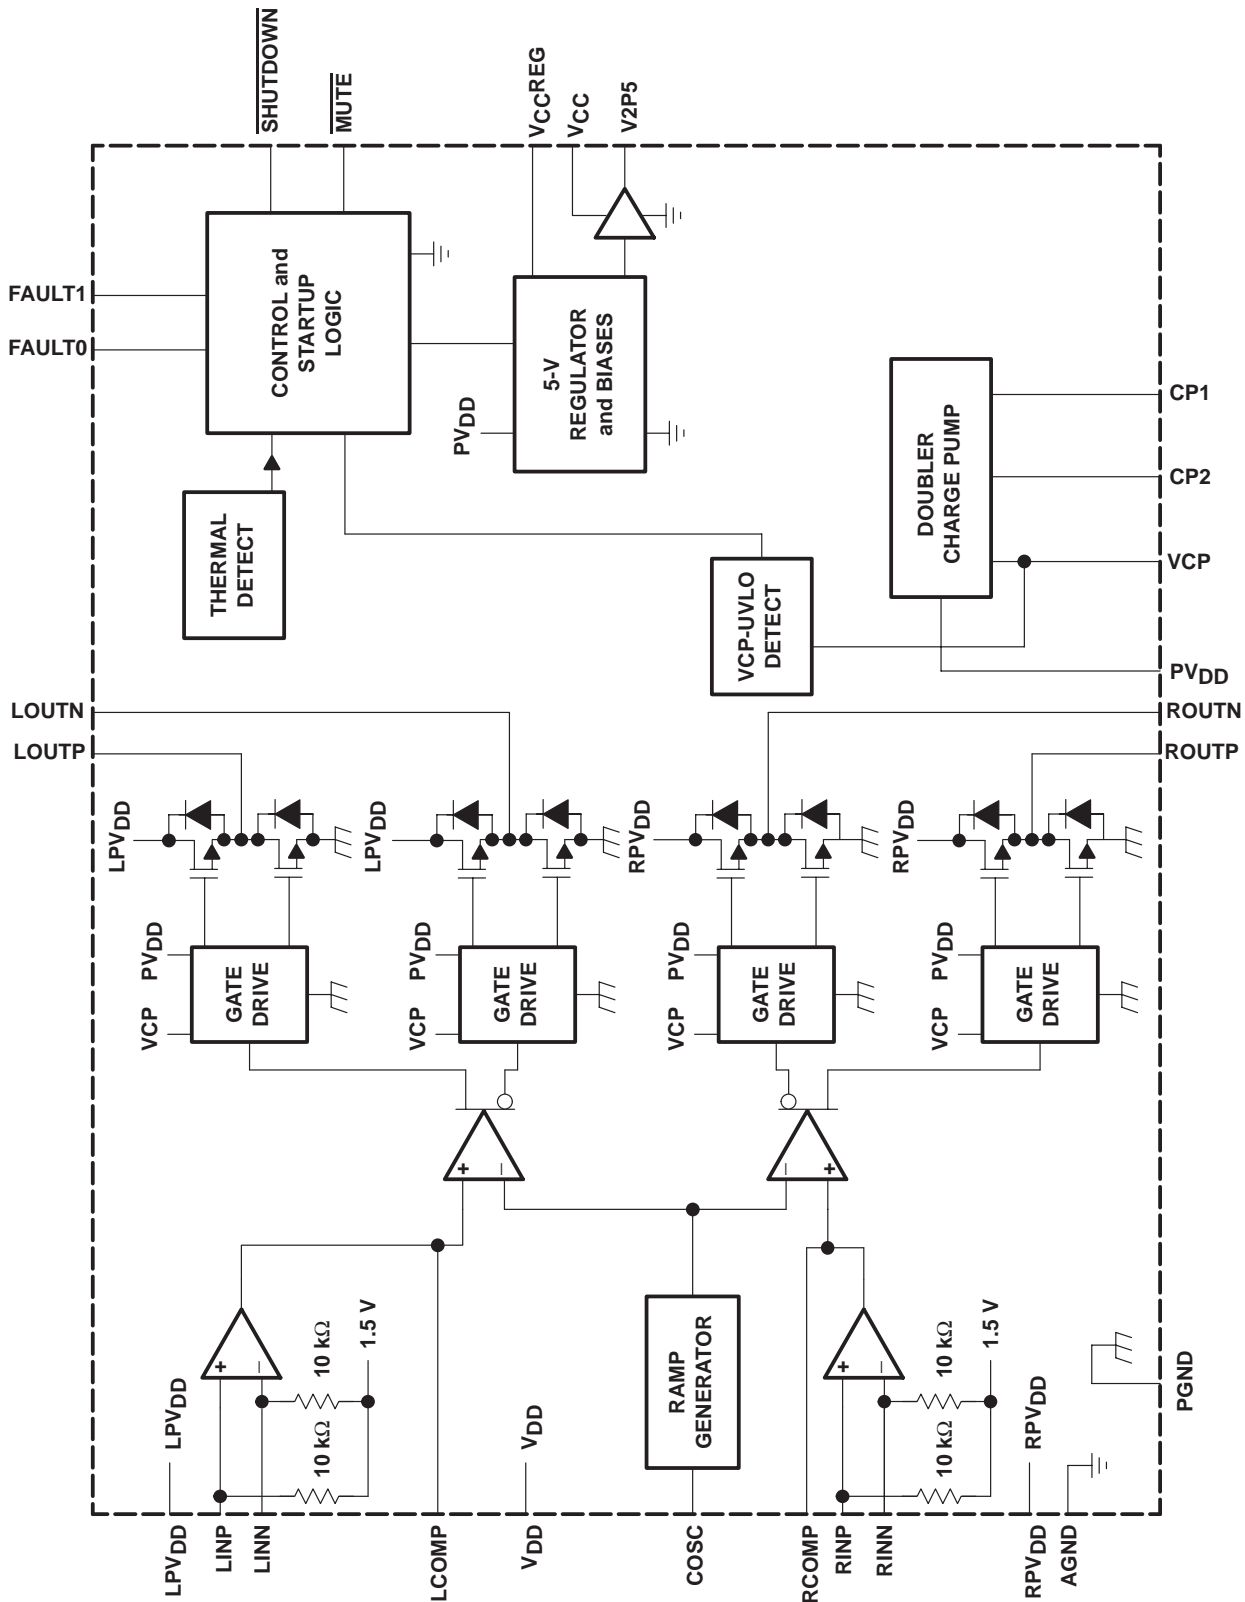 SHUTDOWN
MUTE
VCCREG
VCC
V2P5
FAULT1
FAULT0
CONTROL and
STARTUP
LOGIC
5-V
REGULATOR
and BIASES
PVDD
THERMAL
DETECT
DOUBLER
CHARGE PUMP
CP1
CP2
VCP
PVDD
VCP-UVLO
DETECT
LOUTN
LOUTP
ROUTN
ROUTP
LPVDD
LPVDD
RPVDD
RPVDD
PVDD
VCP
GATE
DRIVE
PVDD
VCP
GATE
DRIVE
PVDD
VCP
GATE
DRIVE
PVDD
VCP
GATE
DRIVE
+
–
–
+
+
–
10 kΩ
10 kΩ
1.5 V
LPVDD
VDD
RAMP
GENERATOR
+
–
10 kΩ
10 kΩ
1.5 V
RPVDD
PGND
LPVDD
LINP
LINN
LCOMP
VDD
COSC
RCOMP
RINP
RINN
RPVDD
AGND